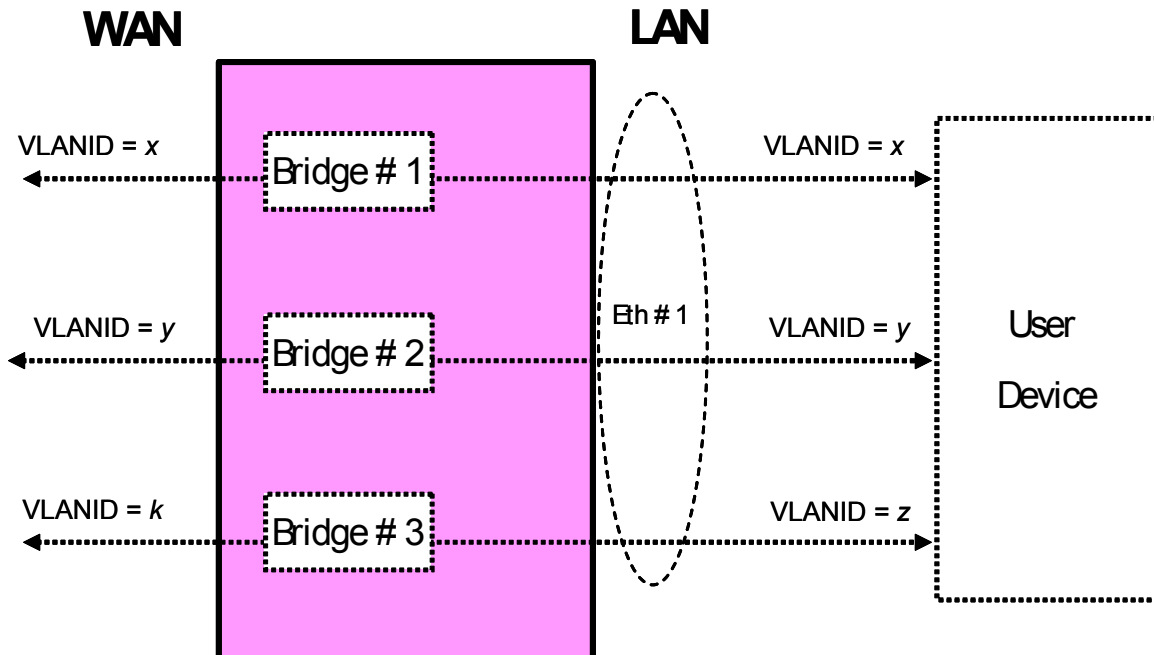 WAN
LAN
VLANID = x
Bridge # 1
VLANID = x
Eth # 1
VLANID = y
Bridge # 2
VLANID = y
User
Device
VLANID = k
Bridge # 3
VLANID = z